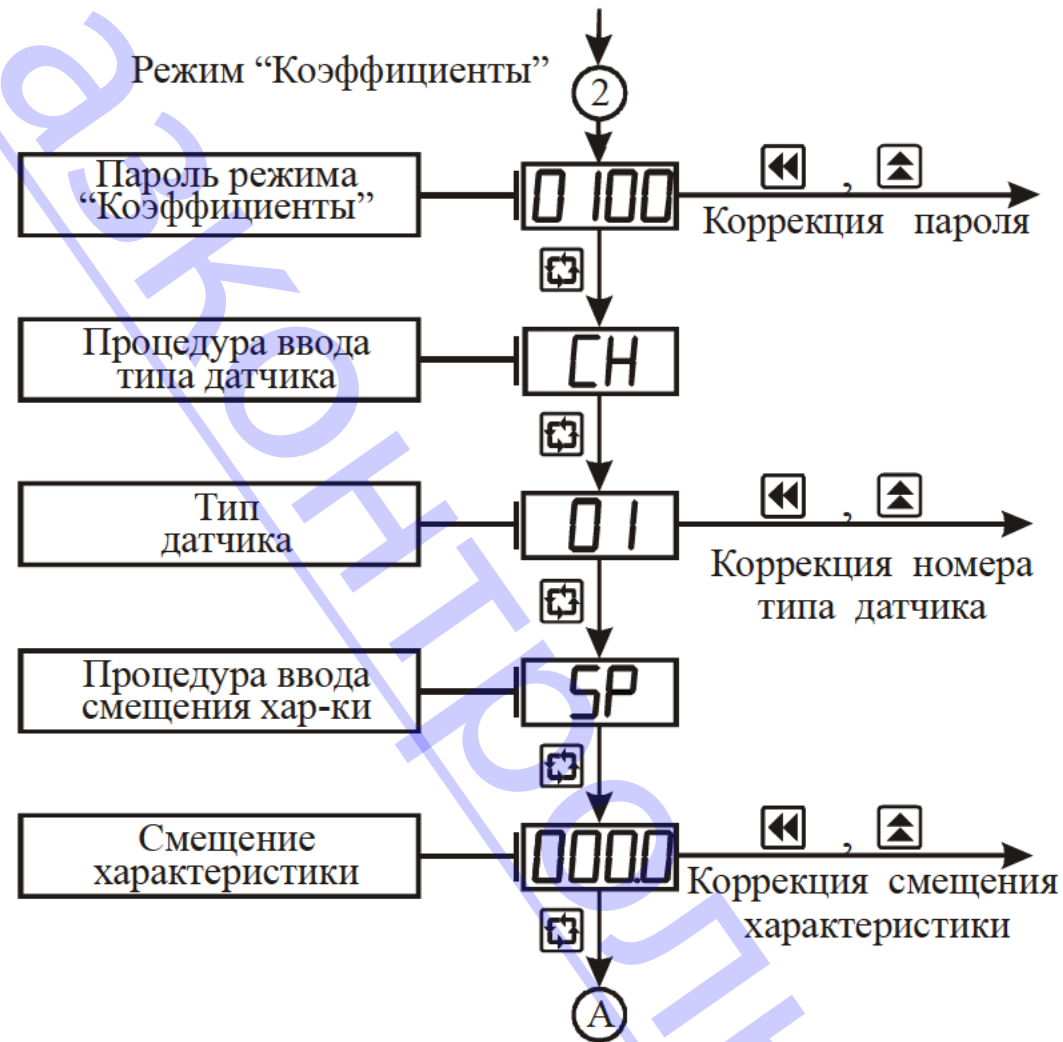 Режим “Коэффициенты”
2
Пароль режима
“Коэффициенты”
0100
,
Коррекция пароля
Процедура ввода
типа датчика
CH
Тип
датчика
01
,
Коррекция номера
типа датчика
Процедура ввода
смещения хар-ки
SP
Смещение
характеристики
000.0
,
Коррекция смещения
характеристики
A
азконтроль